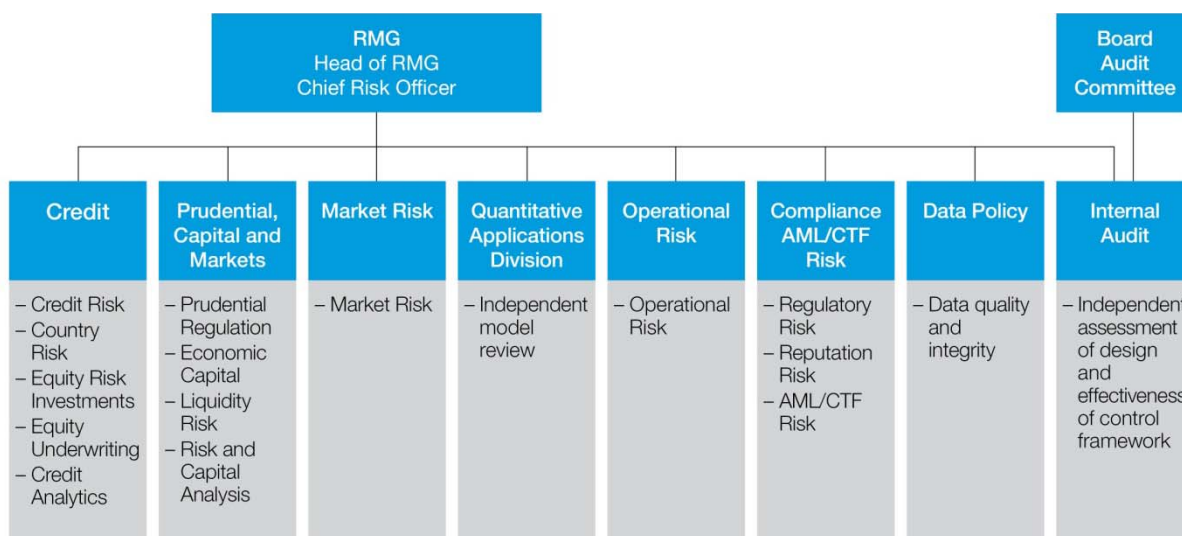 RMG
Head of RMG
Chief Risk Officer
Board
Audit
Committee
Credit
Prudential,
Capital and
Markets
Market Risk
Quantitative
Applications
Division
Operational
Risk
Compliance
AML/CTF
Risk
Data Policy
Internal
Audit
– Credit Risk
– Country
Risk
– Equity Risk
Investments
– Equity
Underwriting
– Credit
Analytics
– Prudential
Regulation
– Economic
Capital
– Liquidity
Risk
– Risk and
Capital
Analysis
– Market Risk
– Independent
model
review
– Operational
Risk
– Regulatory
Risk
– Reputation
Risk
– AML/CTF
Risk
– Data quality
and
integrity
– Independent
assessment
of design
and
effectiveness
of control
framework